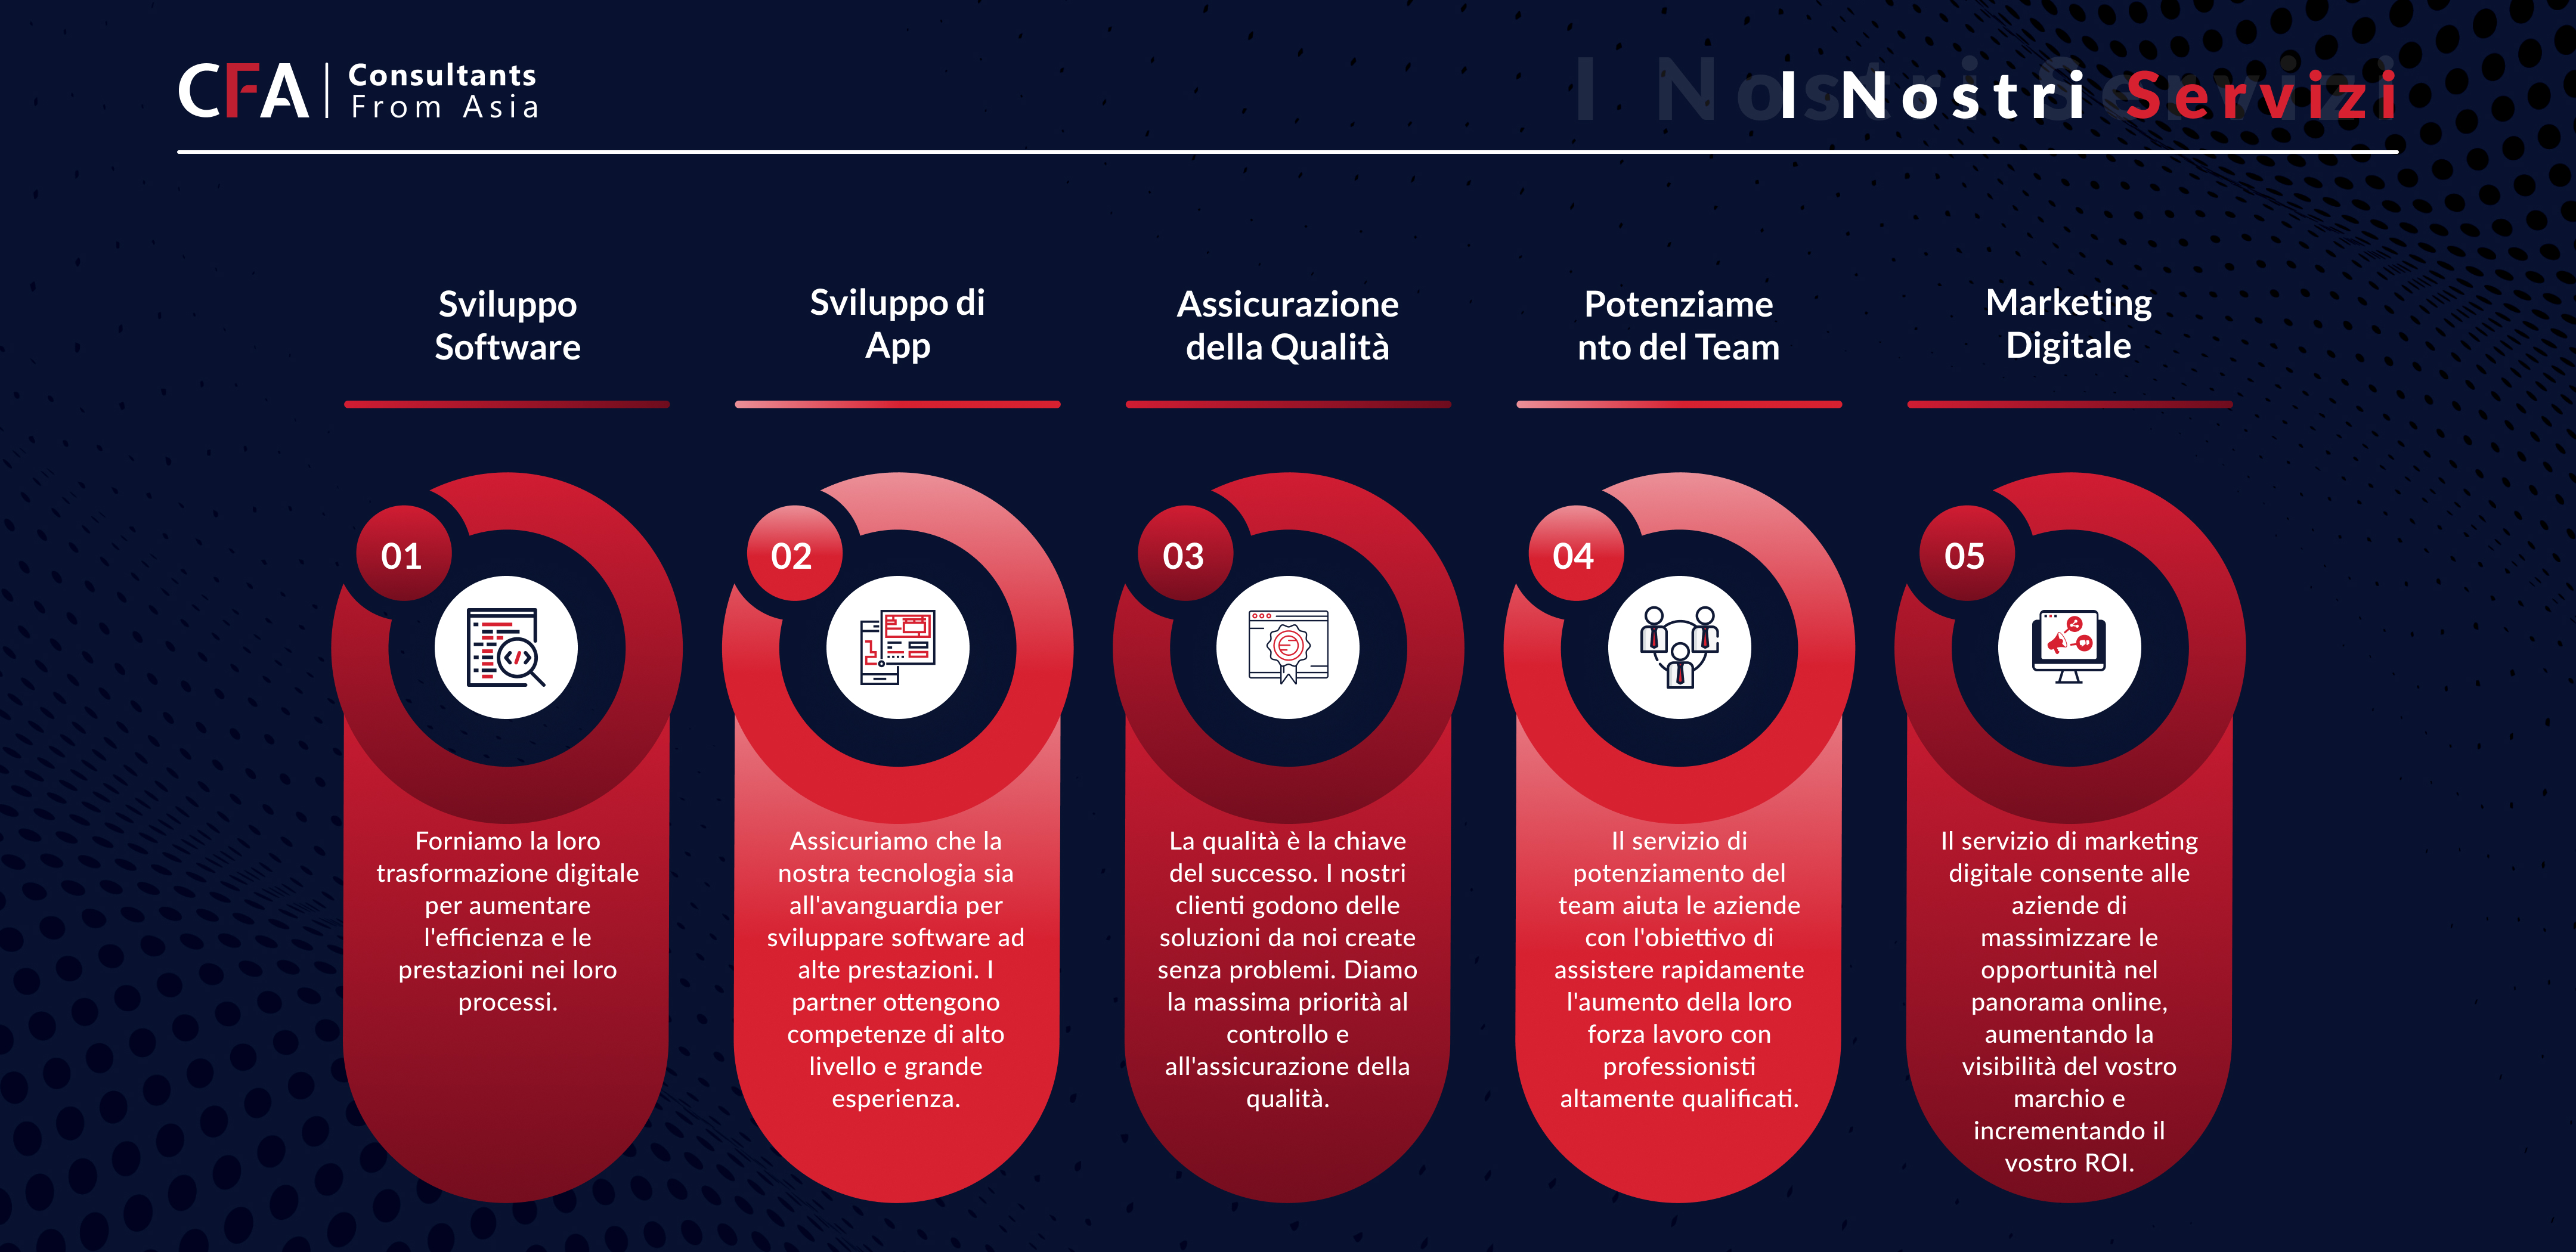 CFA
Consultants
From Asia
I Nostri Servizi
I Nostri Servizi
Sviluppo
Software
01
Forniamo la loro
trasformazione digitale
per aumentare
l'efficienza e le
prestazioni nei loro
processi.
Sviluppo di
App
02
Assicuriamo che la
nostra tecnologia sia
all'avanguardia per
sviluppare software ad
alte prestazioni. I
partner ottengono
competenze di alto
livello e grande
esperienza.
Assicurazione
della Qualità
03
La qualità è la chiave
del successo. I nostri
clienti godono delle
soluzioni da noi create
senza problemi. Diamo
la massima priorità al
controllo e
all'assicurazione della
qualità.
Potenziame
nto del Team
04
Il servizio di
potenziamento del
team aiuta le aziende
con l'obiettivo di
assistere rapidamente
l'aumento della loro
forza lavoro con
professionisti
altamente qualificati.
Marketing
Digitale
05
Il servizio di marketing
digitale consente alle
aziende di
massimizzare le
opportunità nel
panorama online,
aumentando la
visibilità del vostro
marchio e
incrementando il
vostro ROI.